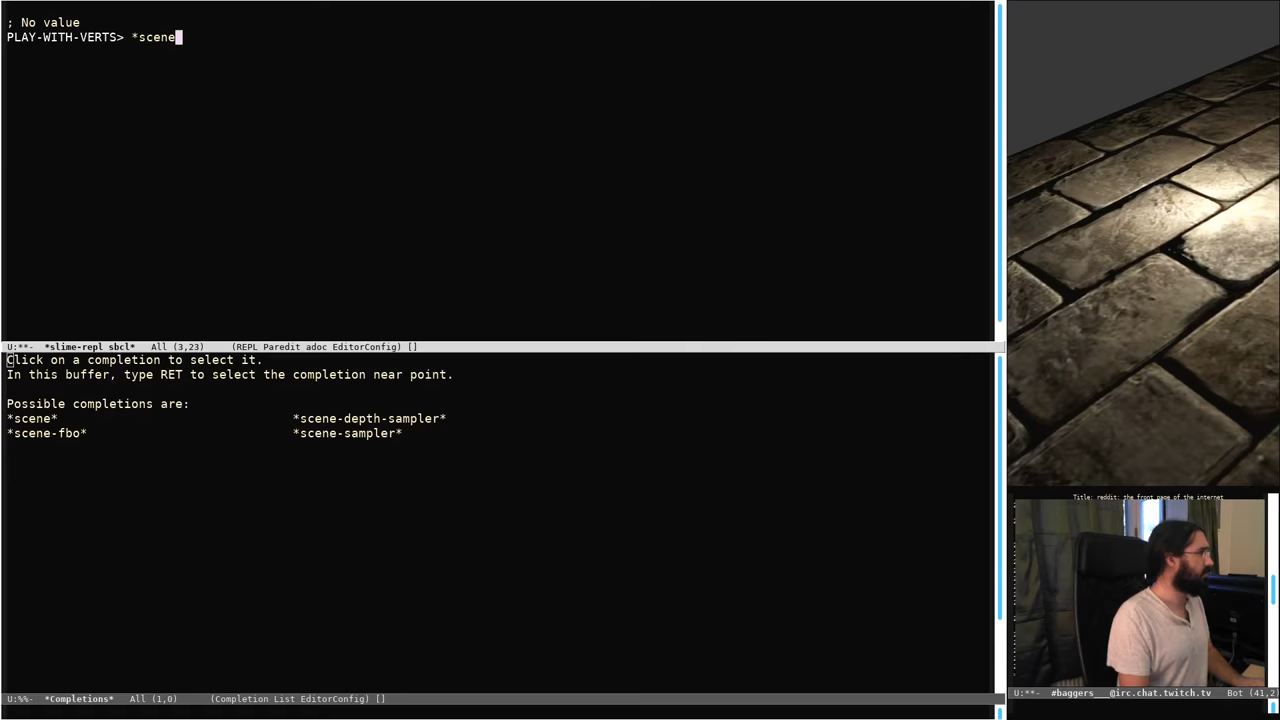 ; No value
PLAY-WITH-VERTS> *scene
U:**-  *slime-repl sbcl*   All (3,23)    (REPL Paredit adoc EditorConfig) []
Click on a completion to select it.
In this buffer, type RET to select the completion near point.
Possible completions are:
*scene*    *scene-depth-sampler*
*scene-fbo*    *scene-sampler*
U:%%-  *Completions*   All (1,0)     (Completion List EditorConfig) []
Title: reddit: the front page of the internet
U:**-  #baggers___@irc.chat.twitch.tv   Bot (41,2)